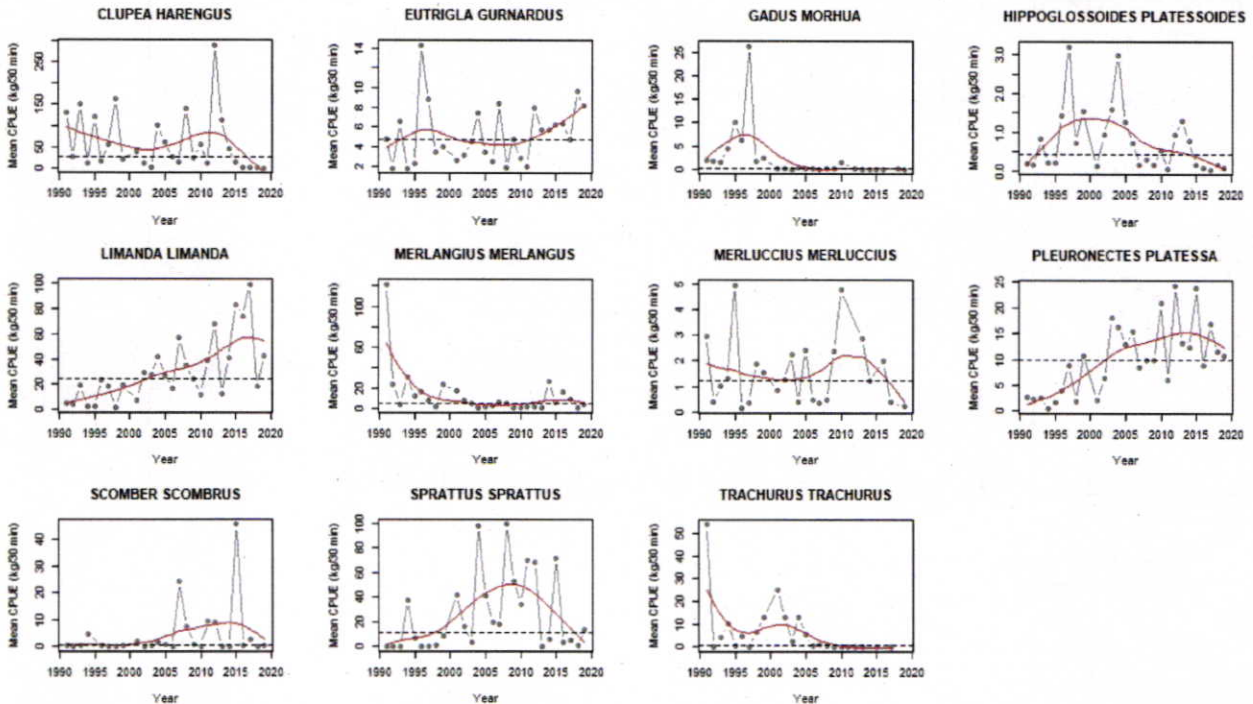 CLUPEA HARENGUS
Mean CPUE (kg/30 min)
250
150
50
0
1990 1995 2000 2005 2010 2015 2020
Year
EUTRIGLA GURNARDUS
Mean CPUE (kg/30 min)
14
10
8
6
4
2
1990 1995 2000 2005 2010 2015 2020
Year
GADUS MORHUA
Mean CPUE (kg/30 min)
25
20
15
10
5
0
1990 1995 2000 2005 2010 2015 2020
Year
HIPPOGLOSSOIDES PLATESSOIDES
Mean CPUE (kg/30 min)
3.0
2.0
1.0
0.0
1990 1995 2000 2005 2010 2015 2020
Year
LIMANDA LIMANDA
Mean CPUE (kg/30 min)
100
80
60
40
20
0
1990 1995 2000 2005 2010 2015 2020
Year
MERLANGIUS MERLANGUS
Mean CPUE (kg/30 min)
100
60
20
0
1990 1995 2000 2005 2010 2015 2020
Year
MERLUCCIUS MERLUCCIUS
Mean CPUE (kg/30 min)
5
4
3
2
1
0
1990 1995 2000 2005 2010 2015 2020
Year
PLEURONECTES PLATESSA
Mean CPUE (kg/30 min)
25
20
15
10
5
0
1990 1995 2000 2005 2010 2015 2020
Year
SCOMBER SCOMBRUS
Mean CPUE (kg/30 min)
40
30
20
10
0
1990 1995 2000 2005 2010 2015 2020
Year
SPRATTUS SPRATTUS
Mean CPUE (kg/30 min)
100
80
60
40
20
0
1990 1995 2000 2005 2010 2015 2020
Year
TRACHURUS TRACHURUS
Mean CPUE (kg/30 min)
50
40
30
20
10
0
1990 1995 2000 2005 2010 2015 2020
Year